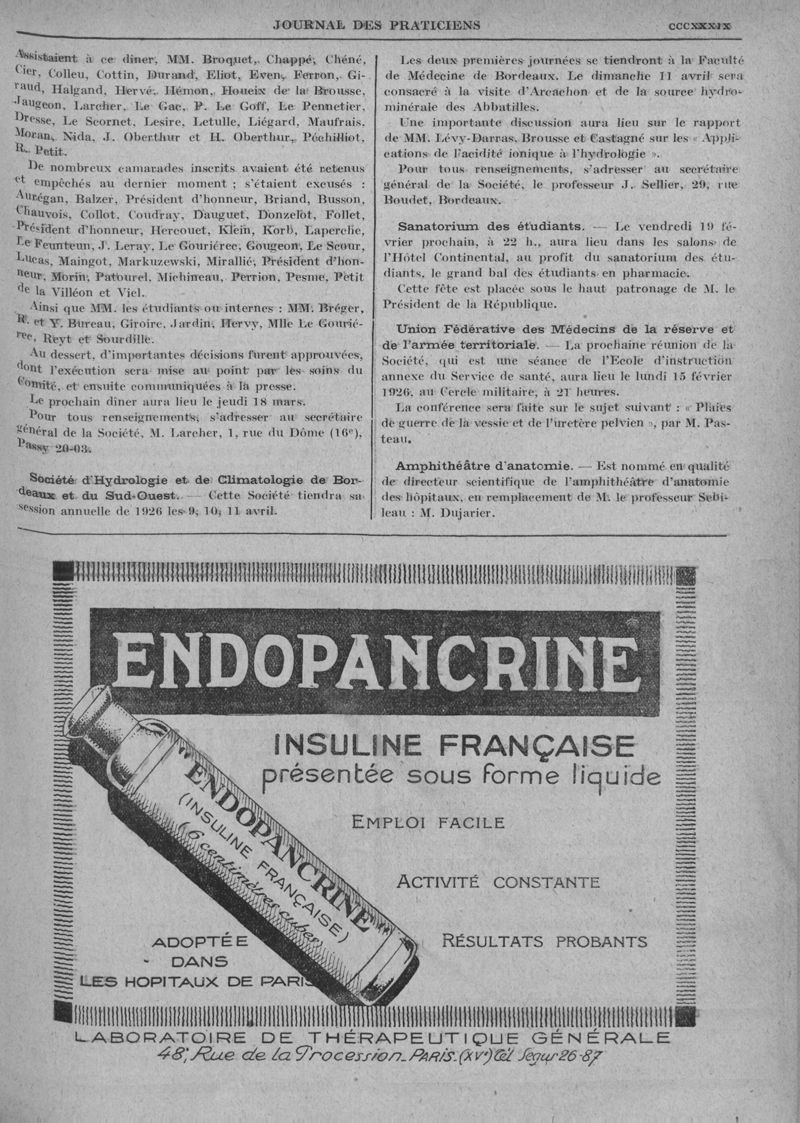 JOURNAL DES PRATICIENS
CCCXXXIX
Assistaient à ce dîner, MM. Broquet, Chappé, Chéné,
Cier, Colleu, Cottin, Durand, Eliot, Even, Ferron, Gi-
raud, Halgand, Hervé, Hémon, Houeix de la Brousse,
Jaugeon, Larcher, Le Gac, P. Le Goff, Le Pennetier,
Dresse, Le Scornet, Lesire, Letulle, Liégard, Maufrais,
Moran, Nida, J. Oberthur et H. Oberthur, Péchilliot,
R. Petit.
De nombreux camarades inscrits avaient été retenus
et empêchés au dernier moment ; s'étaient excusés :
Aurégan, Balzer, Président d'honneur, Briand, Busson,
Chauvois, Collot, Coudray, Dauguet, Donzelot, Follet,
Président d'honneur, Hercouet, Klein, Korb, Laperche,
Le Feunteun, J. Leray, Le Gouriérec, Gougeon, Le Scour,
Lucas, Maingot, Markuzewski, Mirallié, Président d'hon-
neur, Morin, Patourel, Michineau, Perrion, Pesme, Petit
de la Villéon et Viel.
Ainsi que MM. les étudiants ou internes : MM. Bréger,
R. et Y. Bureau, Giroire, Jardin, Hervy, Mlle Le Gourié-
rec, Reyt et Sourdille.
Au dessert, d'importantes décisions furent approuvées,
dont l'exécution sera mise au point par les soins du
Comité, et ensuite communiquées à la presse.
Le prochain dîner aura lieu le jeudi 18 mars.
Pour tous renseignements, s'adresser au secrétaire
général de la Société, M. Larcher, 1, rue du Dôme (16e),
Passy 20-03.
Société d'Hydrologie et de Climatologie de Bor-
deaux et du Sud-Ouest. — Cette Société tiendra sa
session annuelle de 1926 les 9, 10, 11 avril.
Les deux premières journées se tiendront à la Faculté
de Médecine de Bordeaux. Le dimanche 11 avril sera
consacré à la visite d'Arcachon et de la source hydro-
minérale des Abbatilles.
Une importante discussion aura lieu sur le rapport
de MM. Lévy-Darras, Brousse et Castagné sur les « Appli-
cations de l'acidité ionique à l'hydrologie ».
Pour tous renseignements, s'adresser au secrétaire
général de la Société, le professeur J. Sellier, 29, rue
Boudet, Bordeaux.
Sanatorium des étudiants. — Le vendredi 19 fé-
vrier prochain, à 22 h., aura lieu dans les salons de
l'Hôtel Continental, au profit du sanatorium des étu-
diants, le grand bal des étudiants en pharmacie.
Cette fête est placée sous le haut patronage de M. le
Président de la République.
Union Fédérative des Médecins de la réserve et
de l'armée territoriale. — La prochaine réunion de la
Société, qui est une séance de l'Ecole d'instruction
annexe du Service de santé, aura lieu le lundi 15 février
1926, au Cercle militaire, à 21 heures.
La conférence sera faite sur le sujet suivant : « Plaies
de guerre de la vessie et de l'uretère pelvien », par M. Pas-
teau.
Amphithéâtre d'anatomie. — Est nommé en qualité
de directeur scientifique de l'amphithéâtre d'anatomie
des hôpitaux, en remplacement de M. le professeur Sebi-
leau : M. Dujarier.
ENDOPANCRINE
INSULINE FRANÇAISE
présentée sous forme liquide
EMPLOI FACILE
ACTIVITÉ CONSTANTE
RÉSULTATS PROBANTS
"ENDOPANCRINE"
(INSULINE FRANÇAISE)
(6 centimètres cubes)
ADOPTÉE
DANS
LES HOPITAUX DE PARIS
LABORATOIRE DE THÉRAPEUTIQUE GÉNÉRALE
48, Rue de la Procession_PARIS_(XVe) Tél. Ségur 26-87